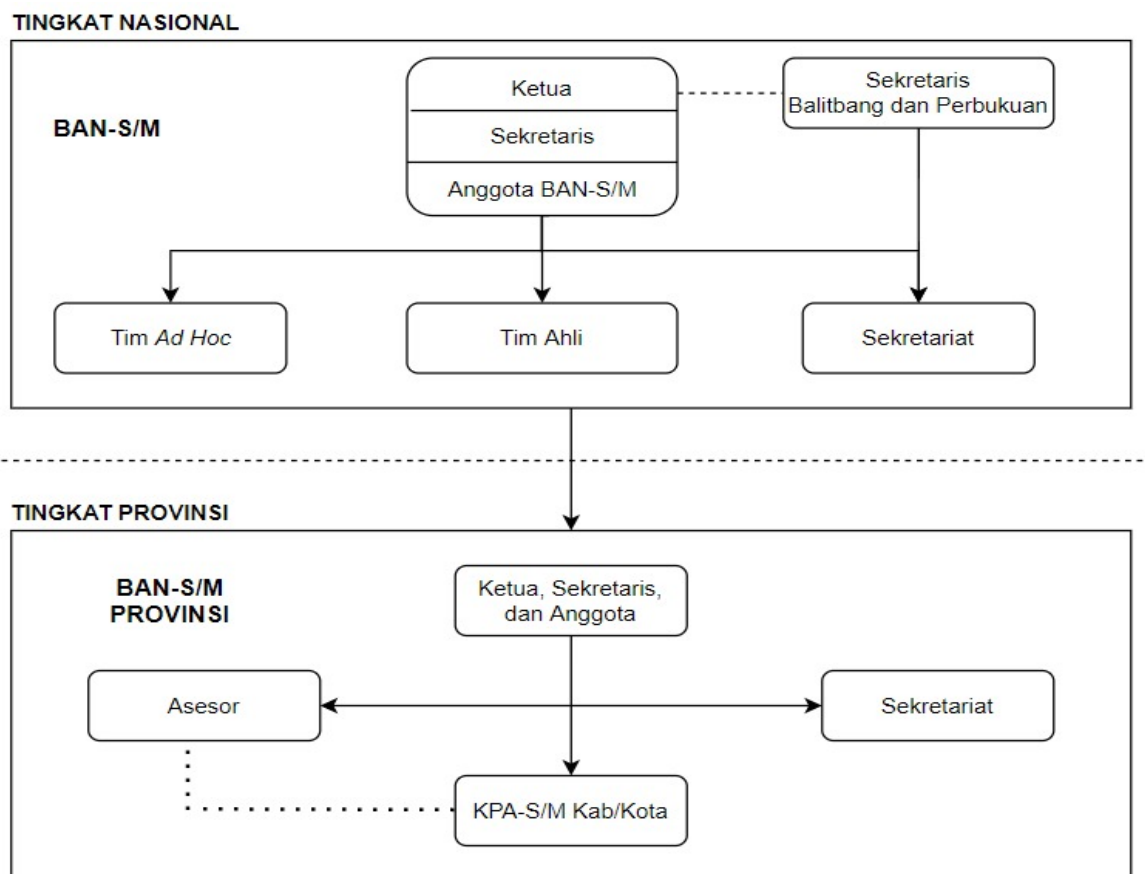 TINGKAT NASIONAL
BAN-S/M
Ketua
Sekretaris
Anggota BAN-S/M
Sekretaris
Balitbang dan Perbukuan
Tim Ad Hoc
Tim Ahli
Sekretariat
TINGKAT PROVINSI
BAN-S/M
PROVINSI
Ketua, Sekretaris,
dan Anggota
Asesor
Sekretariat
KPA-S/M Kab/Kota